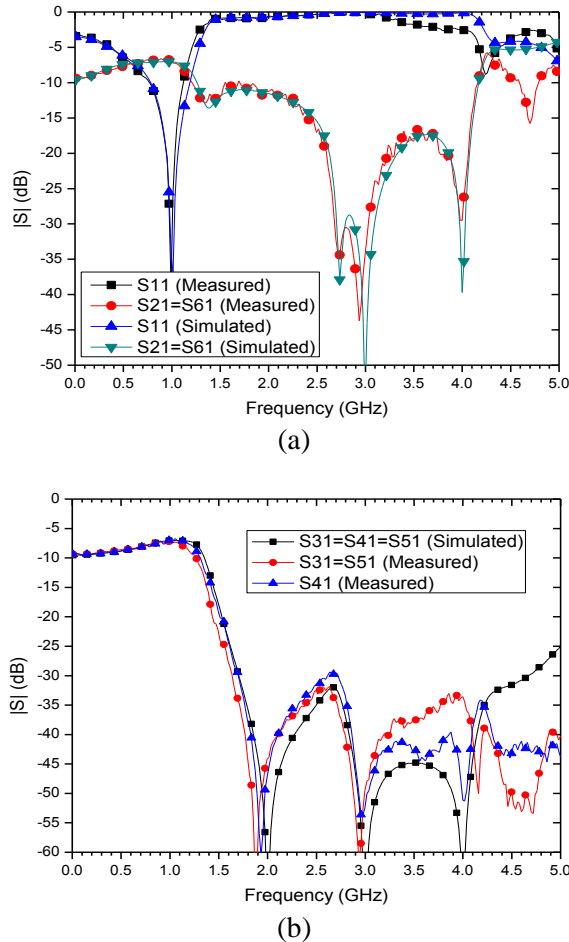 0
-5
-10
-15
-20
-25
-30
-35
-40
-45
-50
|S| (dB)
S11 (Measured)
S21=S61 (Measured)
S11 (Simulated)
S21=S61 (Simulated)
0.0 0.5 1.0 1.5 2.0 2.5 3.0 3.5 4.0 4.5 5.0
Frequency (GHz)
(a)
0
-5
-10
-15
-20
-25
-30
-35
-40
-45
-50
-55
-60
|S| (dB)
S31=S41=S51 (Simulated)
S31=S51 (Measured)
S41 (Measured)
0.0 0.5 1.0 1.5 2.0 2.5 3.0 3.5 4.0 4.5 5.0
Frequency (GHz)
(b)